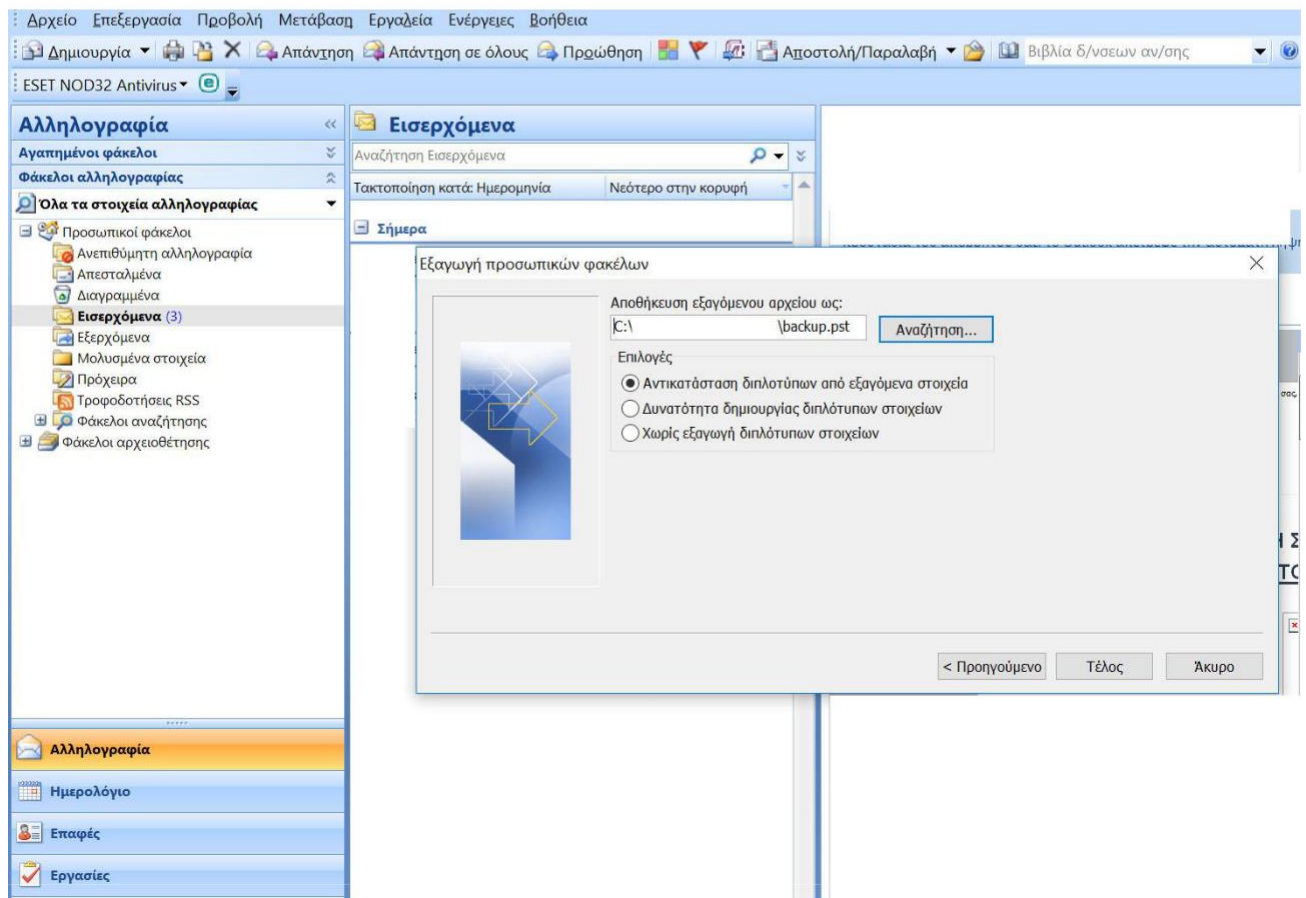 Αρχείο Επεξεργασία Προβολή Μετάβαση Εργαλεία Ενέργειες Βοήθεια
Δημιουργία Απάντηση Απάντηση σε όλους Προώθηση Αποστολή/Παραλαβή Βιβλία δ/νσεων αν/σης
ESET NOD32 Antivirus
Αλληλογραφία
Αγαπημένοι φάκελοι
Φάκελοι αλληλογραφίας
Όλα τα στοιχεία αλληλογραφίας
Προσωπικοί φάκελοι
Ανεπιθύμητη αλληλογραφία
Απεσταλμένα
Διαγραμμένα
Εισερχόμενα (3)
Εξερχόμενα
Μολυσμένα στοιχεία
Πρόχειρα
Τροφοδοτήσεις RSS
Φάκελοι αναζήτησης
Φάκελοι αρχειοθέτησης
Αλληλογραφία
Ημερολόγιο
Επαφές
Εργασίες
Εισερχόμενα
Αναζήτηση Εισερχόμενα
Τακτοποίηση κατά: Ημερομηνία Νεότερο στην κορυφή
Σήμερα
Εξαγωγή προσωπικών φακέλων
Αποθήκευση εξαγόμενου αρχείου ως:
C:\ \backup.pst Αναζήτηση...
Επιλογές
Αντικατάσταση διπλοτύπων από εξαγόμενα στοιχεία
Δυνατότητα δημιουργίας διπλότυπων στοιχείων
Χωρίς εξαγωγή διπλότυπων στοιχείων
< Προηγούμενο Τέλος Άκυρο
σας